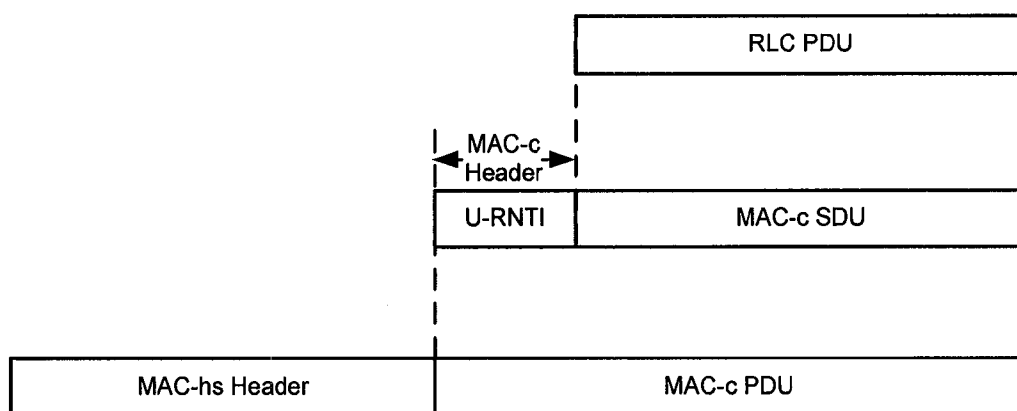 RLC PDU
MAC-c
Header
U-RNTI
MAC-c SDU
MAC-hs Header
MAC-c PDU